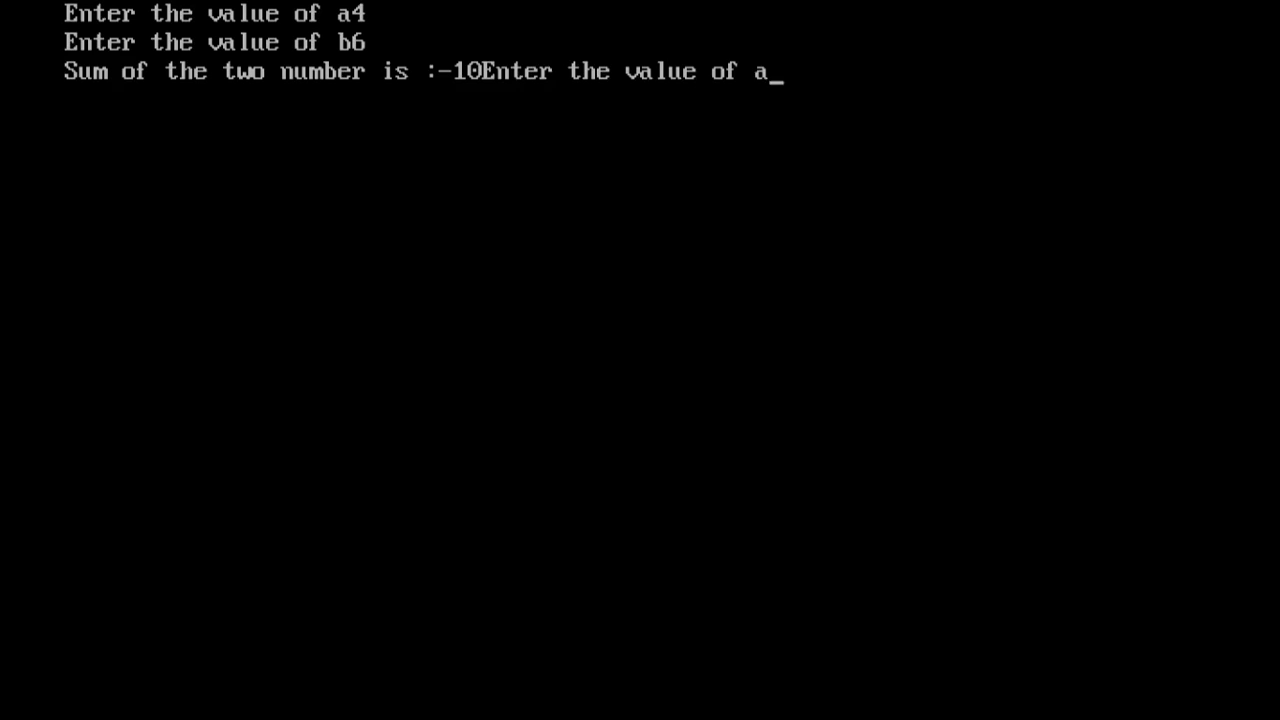 Enter the value of a4
Enter the value of b6
Sum of the two number is :-10Enter the value of a_